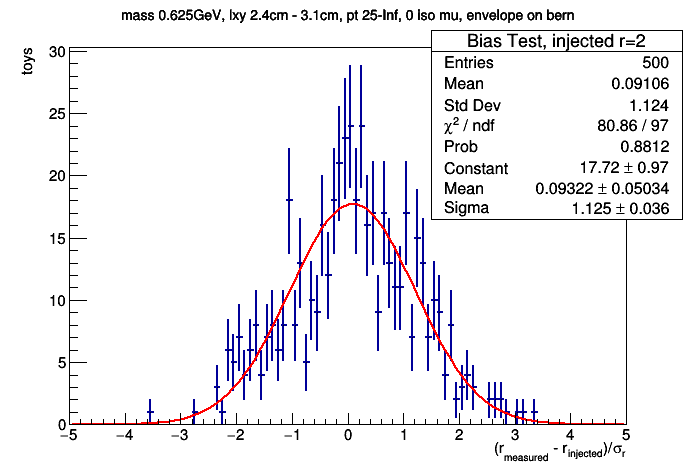 mass 0.625GeV, lxy 2.4cm - 3.1cm, pt 25-Inf, 0 Iso mu, envelope on bern
Bias Test, injected r=2
Entries 500
Mean 0.09106
Std Dev 1.124
χ² / ndf 80.86 / 97
Prob 0.8812
Constant 17.72 ± 0.97
Mean 0.09322 ± 0.05034
Sigma 1.125 ± 0.036
toys
30
25
20
15
10
5
0
−5 −4 −3 −2 −1 0 1 2 3 4 5
(r_measured - r_injected)/σ_r